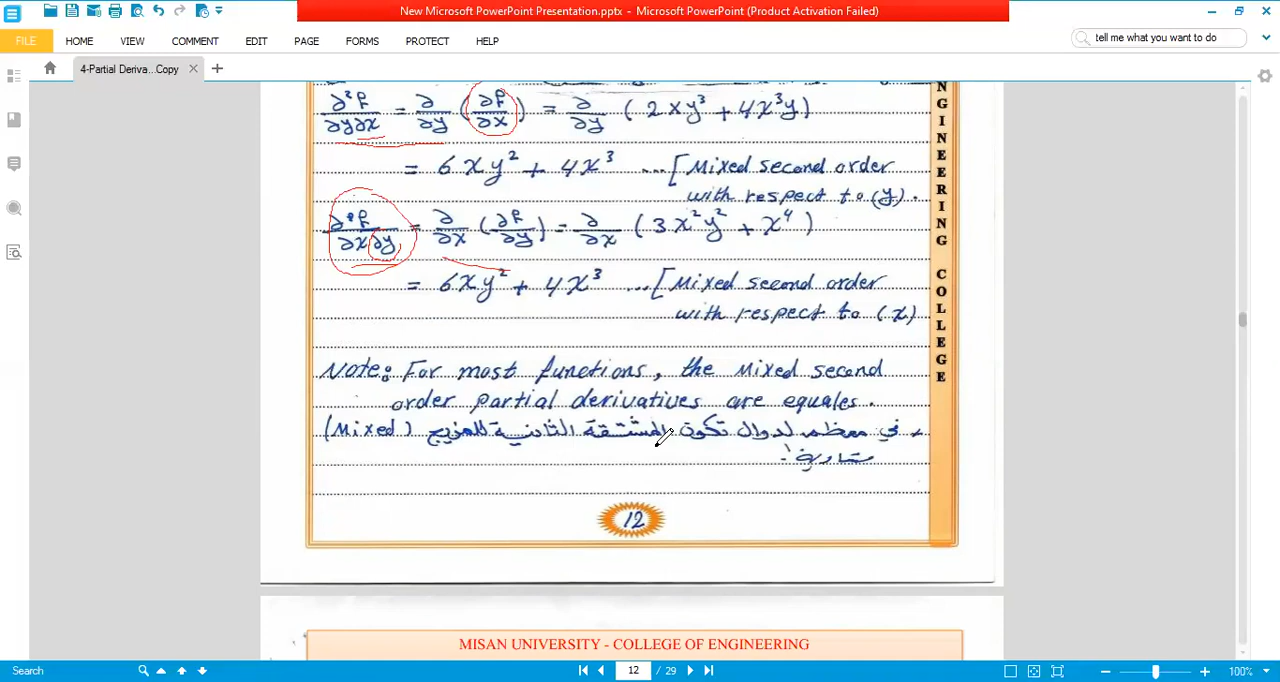 New Microsoft PowerPoint Presentation.pptx - Microsoft PowerPoint (Product Activation Failed)
FILE HOME VIEW COMMENT EDIT PAGE FORMS PROTECT HELP
tell me what you want to do
4-Partial Deriva...Copy
∂²f/∂y∂x = ∂/∂y (∂f/∂x) = ∂/∂y (2xy³ + 4x³y)
= 6xy² + 4x³ ...[Mixed second order
with respect to (y).
∂²f/∂x∂y = ∂/∂x (∂f/∂y) = ∂/∂x (3x²y² + x⁴)
= 6xy² + 4x³ ...[Mixed second order
with respect to (x)
Note: For most functions, the Mixed second
order partial derivatives are equales.
في معظم لدوال تكون المشتقة الثانية للمزيج (Mixed)
متساوية!
12
NGINEERING COLLEGE
MISAN UNIVERSITY - COLLEGE OF ENGINEERING
Search
12 / 29
100%